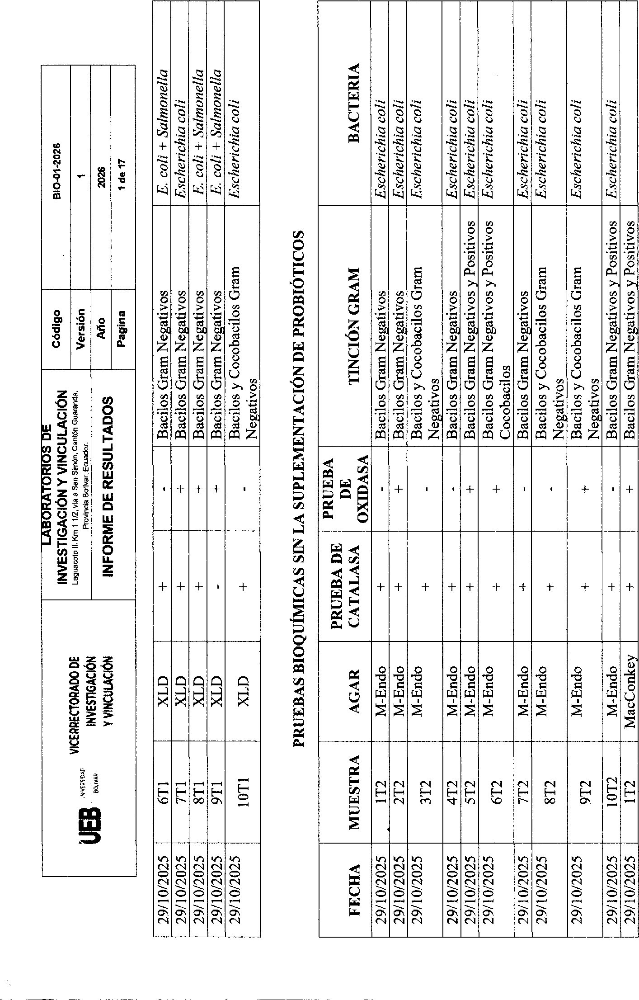 UEB
UNIVERSIDAD
BOLÍVAR
VICERRECTORADO DE
INVESTIGACIÓN
Y VINCULACIÓN
LABORATORIOS DE
INVESTIGACIÓN Y VINCULACIÓN
Laguacoto II, Km 1 1/2, vía a San Simón, Cantón Guaranda,
Provincia Bolívar, Ecuador.
INFORME DE RESULTADOS
Código BIO-01-2026
Versión 1
Año 2026
Pagina 1 de 17
29/10/2025 6T1 XLD + - Bacilos Gram Negativos E. coli + Salmonella
29/10/2025 7T1 XLD + + Bacilos Gram Negativos Escherichia coli
29/10/2025 8T1 XLD + + Bacilos Gram Negativos E. coli + Salmonella
29/10/2025 9T1 XLD - + Bacilos Gram Negativos E. coli + Salmonella
29/10/2025 10T1 XLD + - Bacilos y Cocobacilos Gram Escherichia coli
Negativos
PRUEBAS BIOQUÍMICAS SIN LA SUPLEMENTACIÓN DE PROBIÓTICOS
FECHA MUESTRA AGAR PRUEBA DE CATALASA PRUEBA DE OXIDASA TINCIÓN GRAM BACTERIA
29/10/2025 1T2 M-Endo + - Bacilos Gram Negativos Escherichia coli
29/10/2025 2T2 M-Endo + + Bacilos Gram Negativos Escherichia coli
29/10/2025 3T2 M-Endo + - Bacilos y Cocobacilos Gram Escherichia coli
Negativos
29/10/2025 4T2 M-Endo + - Bacilos Gram Negativos Escherichia coli
29/10/2025 5T2 M-Endo + + Bacilos Gram Negativos y Positivos Escherichia coli
29/10/2025 6T2 M-Endo + + Bacilos Gram Negativos y Positivos Escherichia coli
Cocobacilos
29/10/2025 7T2 M-Endo + - Bacilos Gram Negativos Escherichia coli
29/10/2025 8T2 M-Endo + - Bacilos y Cocobacilos Gram Escherichia coli
Negativos
29/10/2025 9T2 M-Endo + + Bacilos y Cocobacilos Gram Escherichia coli
Negativos
29/10/2025 10T2 M-Endo + - Bacilos Gram Negativos y Positivos Escherichia coli
29/10/2025 1T2 MacConkey + + Bacilos Gram Negativos y Positivos